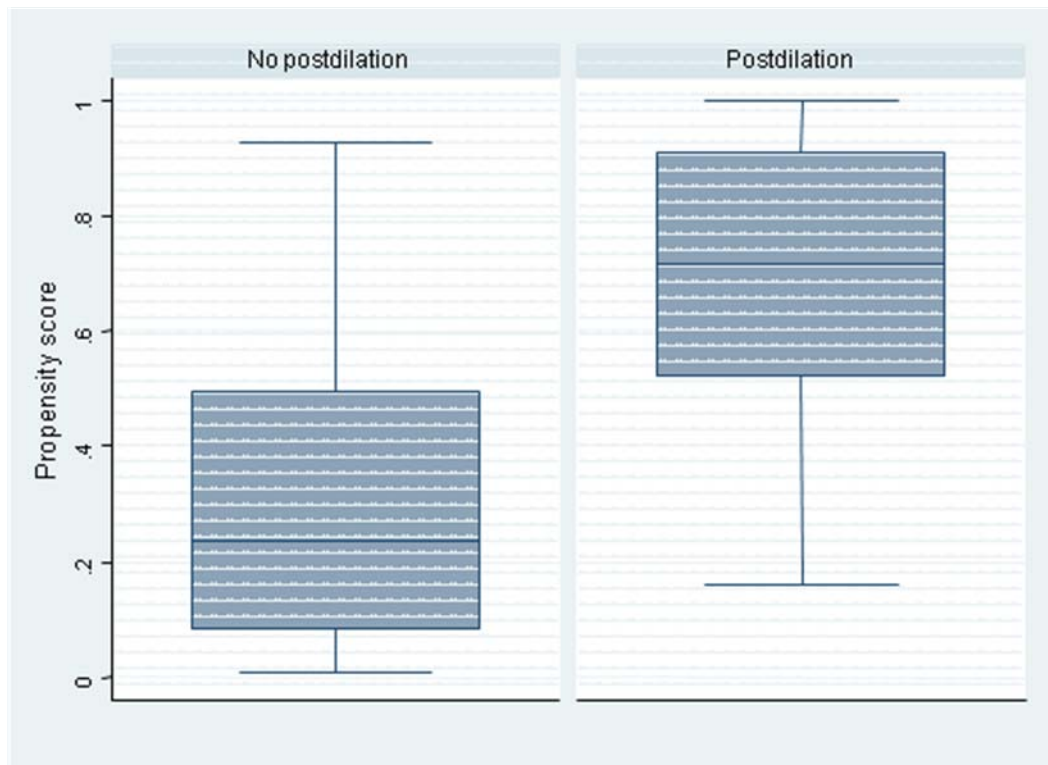 No postdilation
Postdilation
Propensity score
1
.8
.6
.4
.2
0